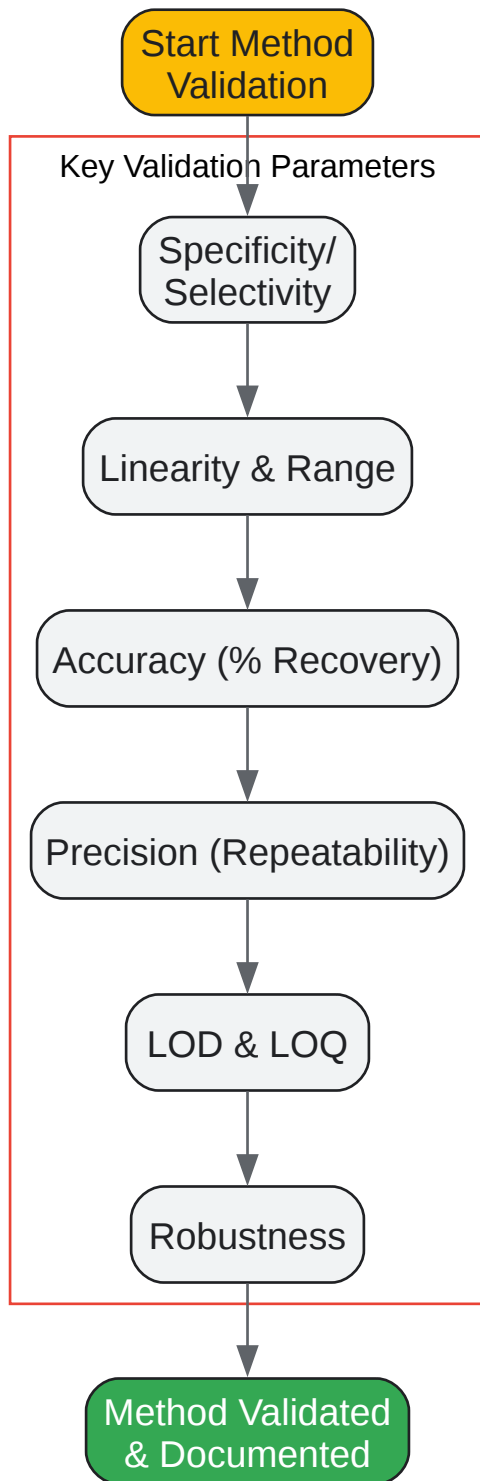 Start Method
Validation
Key Validation Parameters
Specificity/
Selectivity
Linearity & Range
Accuracy (% Recovery)
Precision (Repeatability)
LOD & LOQ
Robustness
Method Validated
& Documented